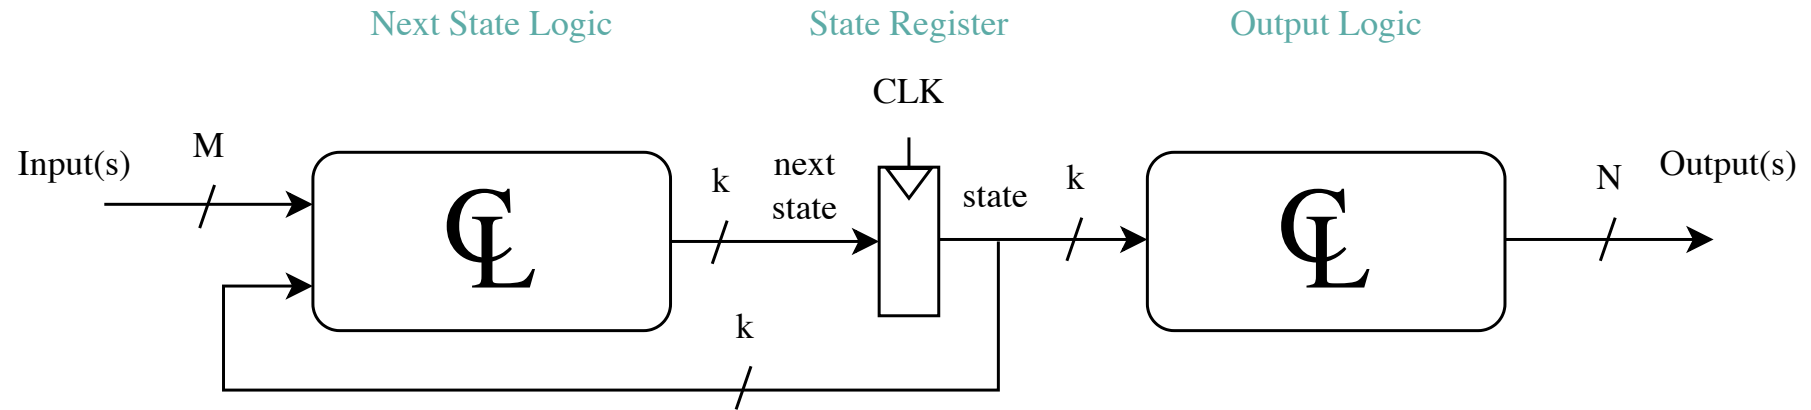 Next State Logic
State Register
Output Logic
CLK
Input(s)
M
CL
k
next
state
state
k
CL
N
Output(s)
k